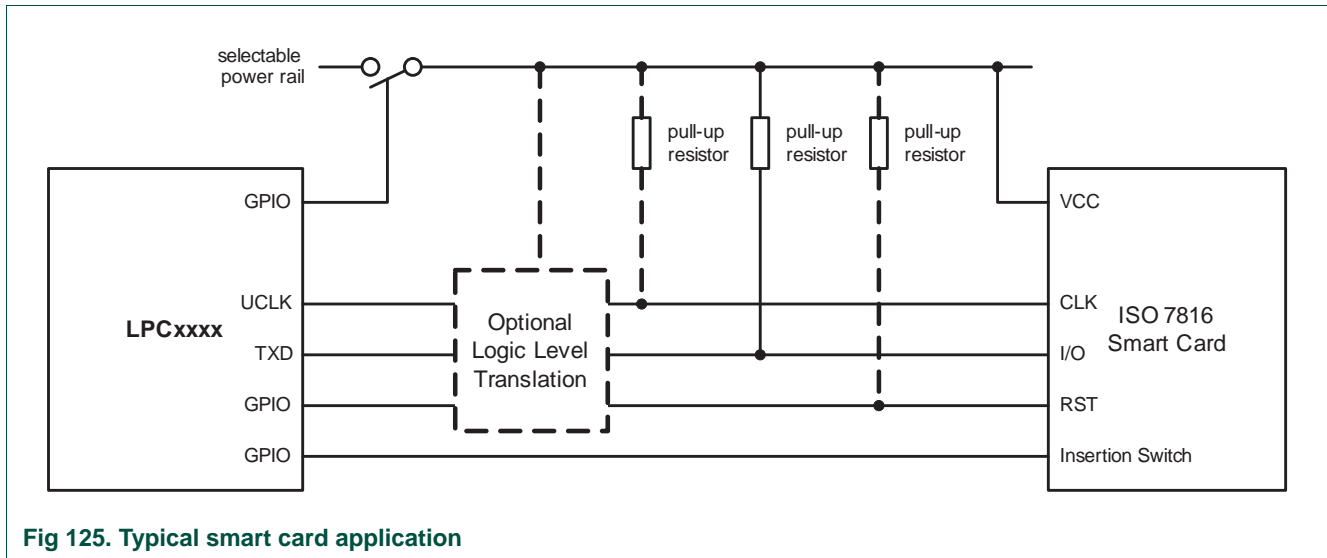 selectable
power rail
pull-up
resistor
pull-up
resistor
pull-up
resistor
GPIO
VCC
UCLK
CLK
LPCxxxx
Optional
Logic Level
Translation
ISO 7816
Smart Card
TXD
I/O
GPIO
RST
GPIO
Insertion Switch
Fig 125. Typical smart card application